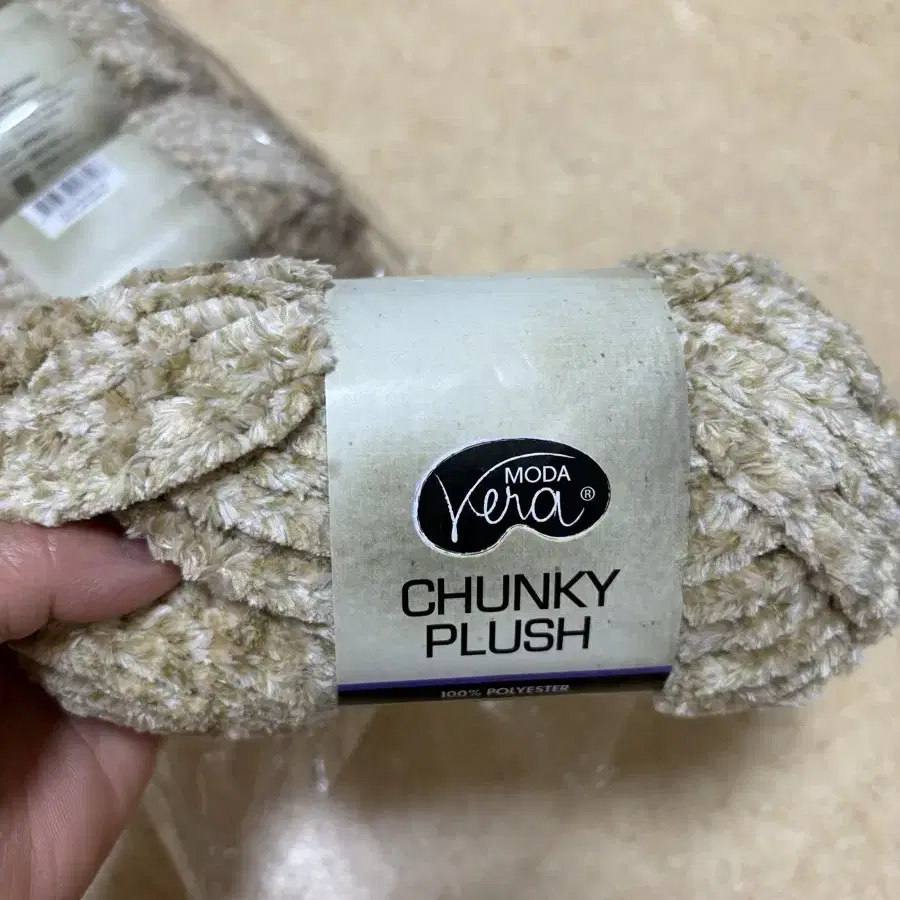 MODA
Vera®
CHUNKY
PLUSH
100% POLYESTER